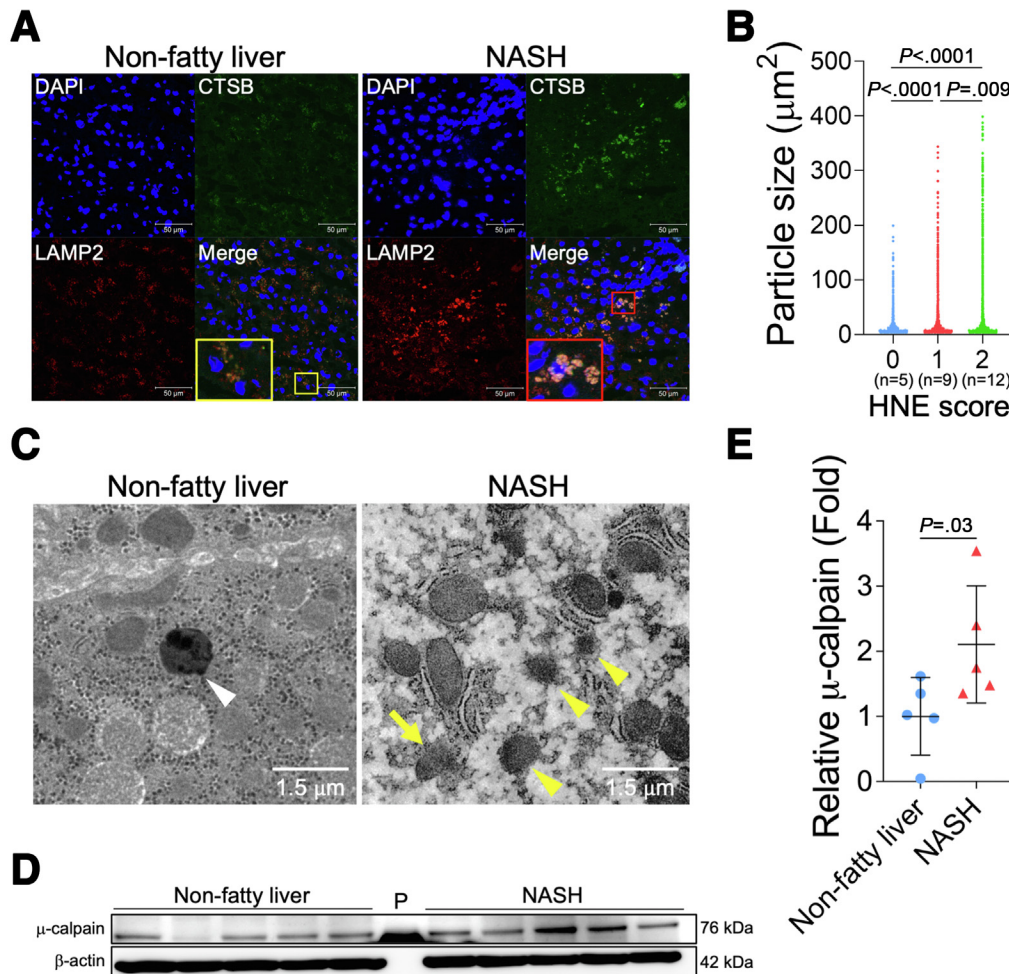 A
Non-fatty liver
NASH
DAPI
CTSB
DAPI
CTSB
50 μm
50 μm
50 μm
50 μm
LAMP2
Merge
LAMP2
Merge
50 μm
50 μm
50 μm
50 μm
B
Particle size (μm²)
500
400
300
200
100
0
P<.0001
P<.0001
P=.009
0
1
2
(n=5)
(n=9)
(n=12)
HNE score
C
Non-fatty liver
NASH
1.5 μm
1.5 μm
E
Relative μ-calpain (Fold)
4
3
2
1
0
P=.03
Non-fatty liver
NASH
D
Non-fatty liver
P
NASH
μ-calpain
76 kDa
β-actin
42 kDa